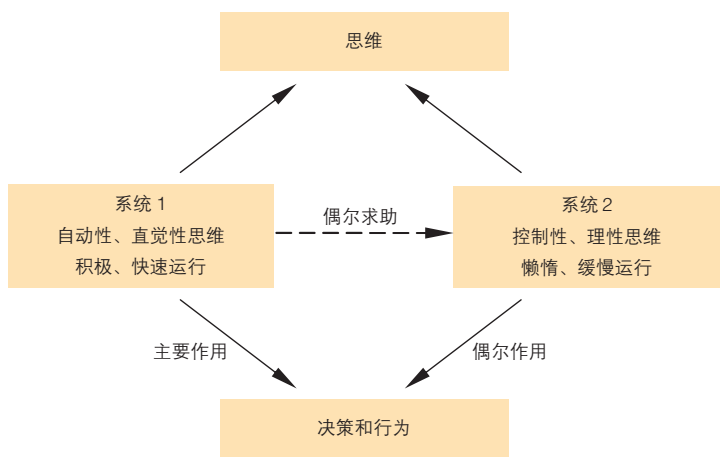 思维
系统 1
自动性、直觉性思维
积极、快速运行
偶尔求助
系统 2
控制性、理性思维
懒惰、缓慢运行
主要作用
偶尔作用
决策和行为